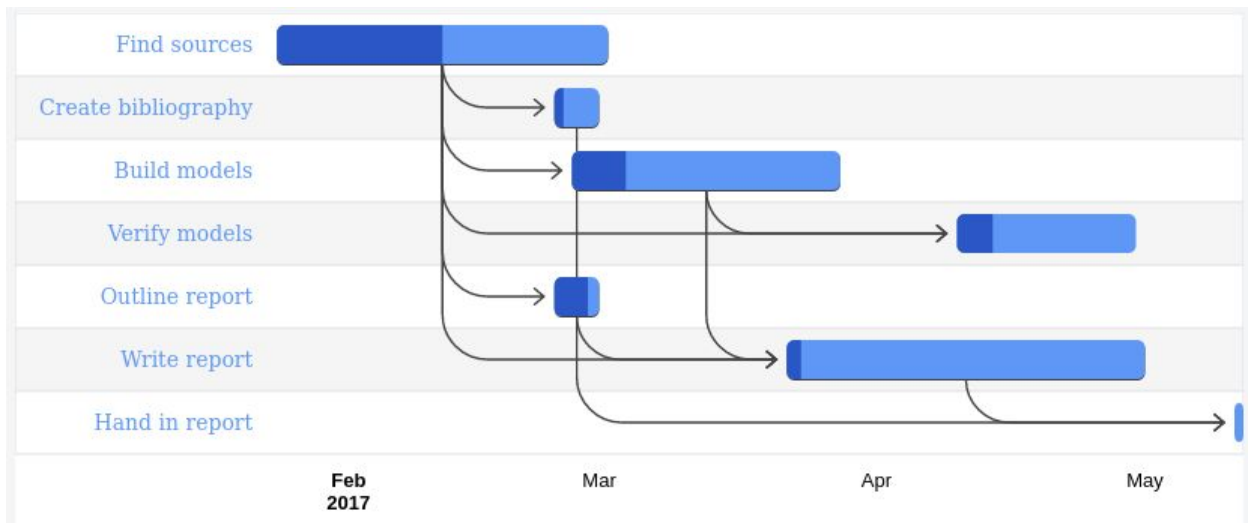 Find sources
Create bibliography
Build models
Verify models
Outline report
Write report
Hand in report
Feb Mar Apr May
2017